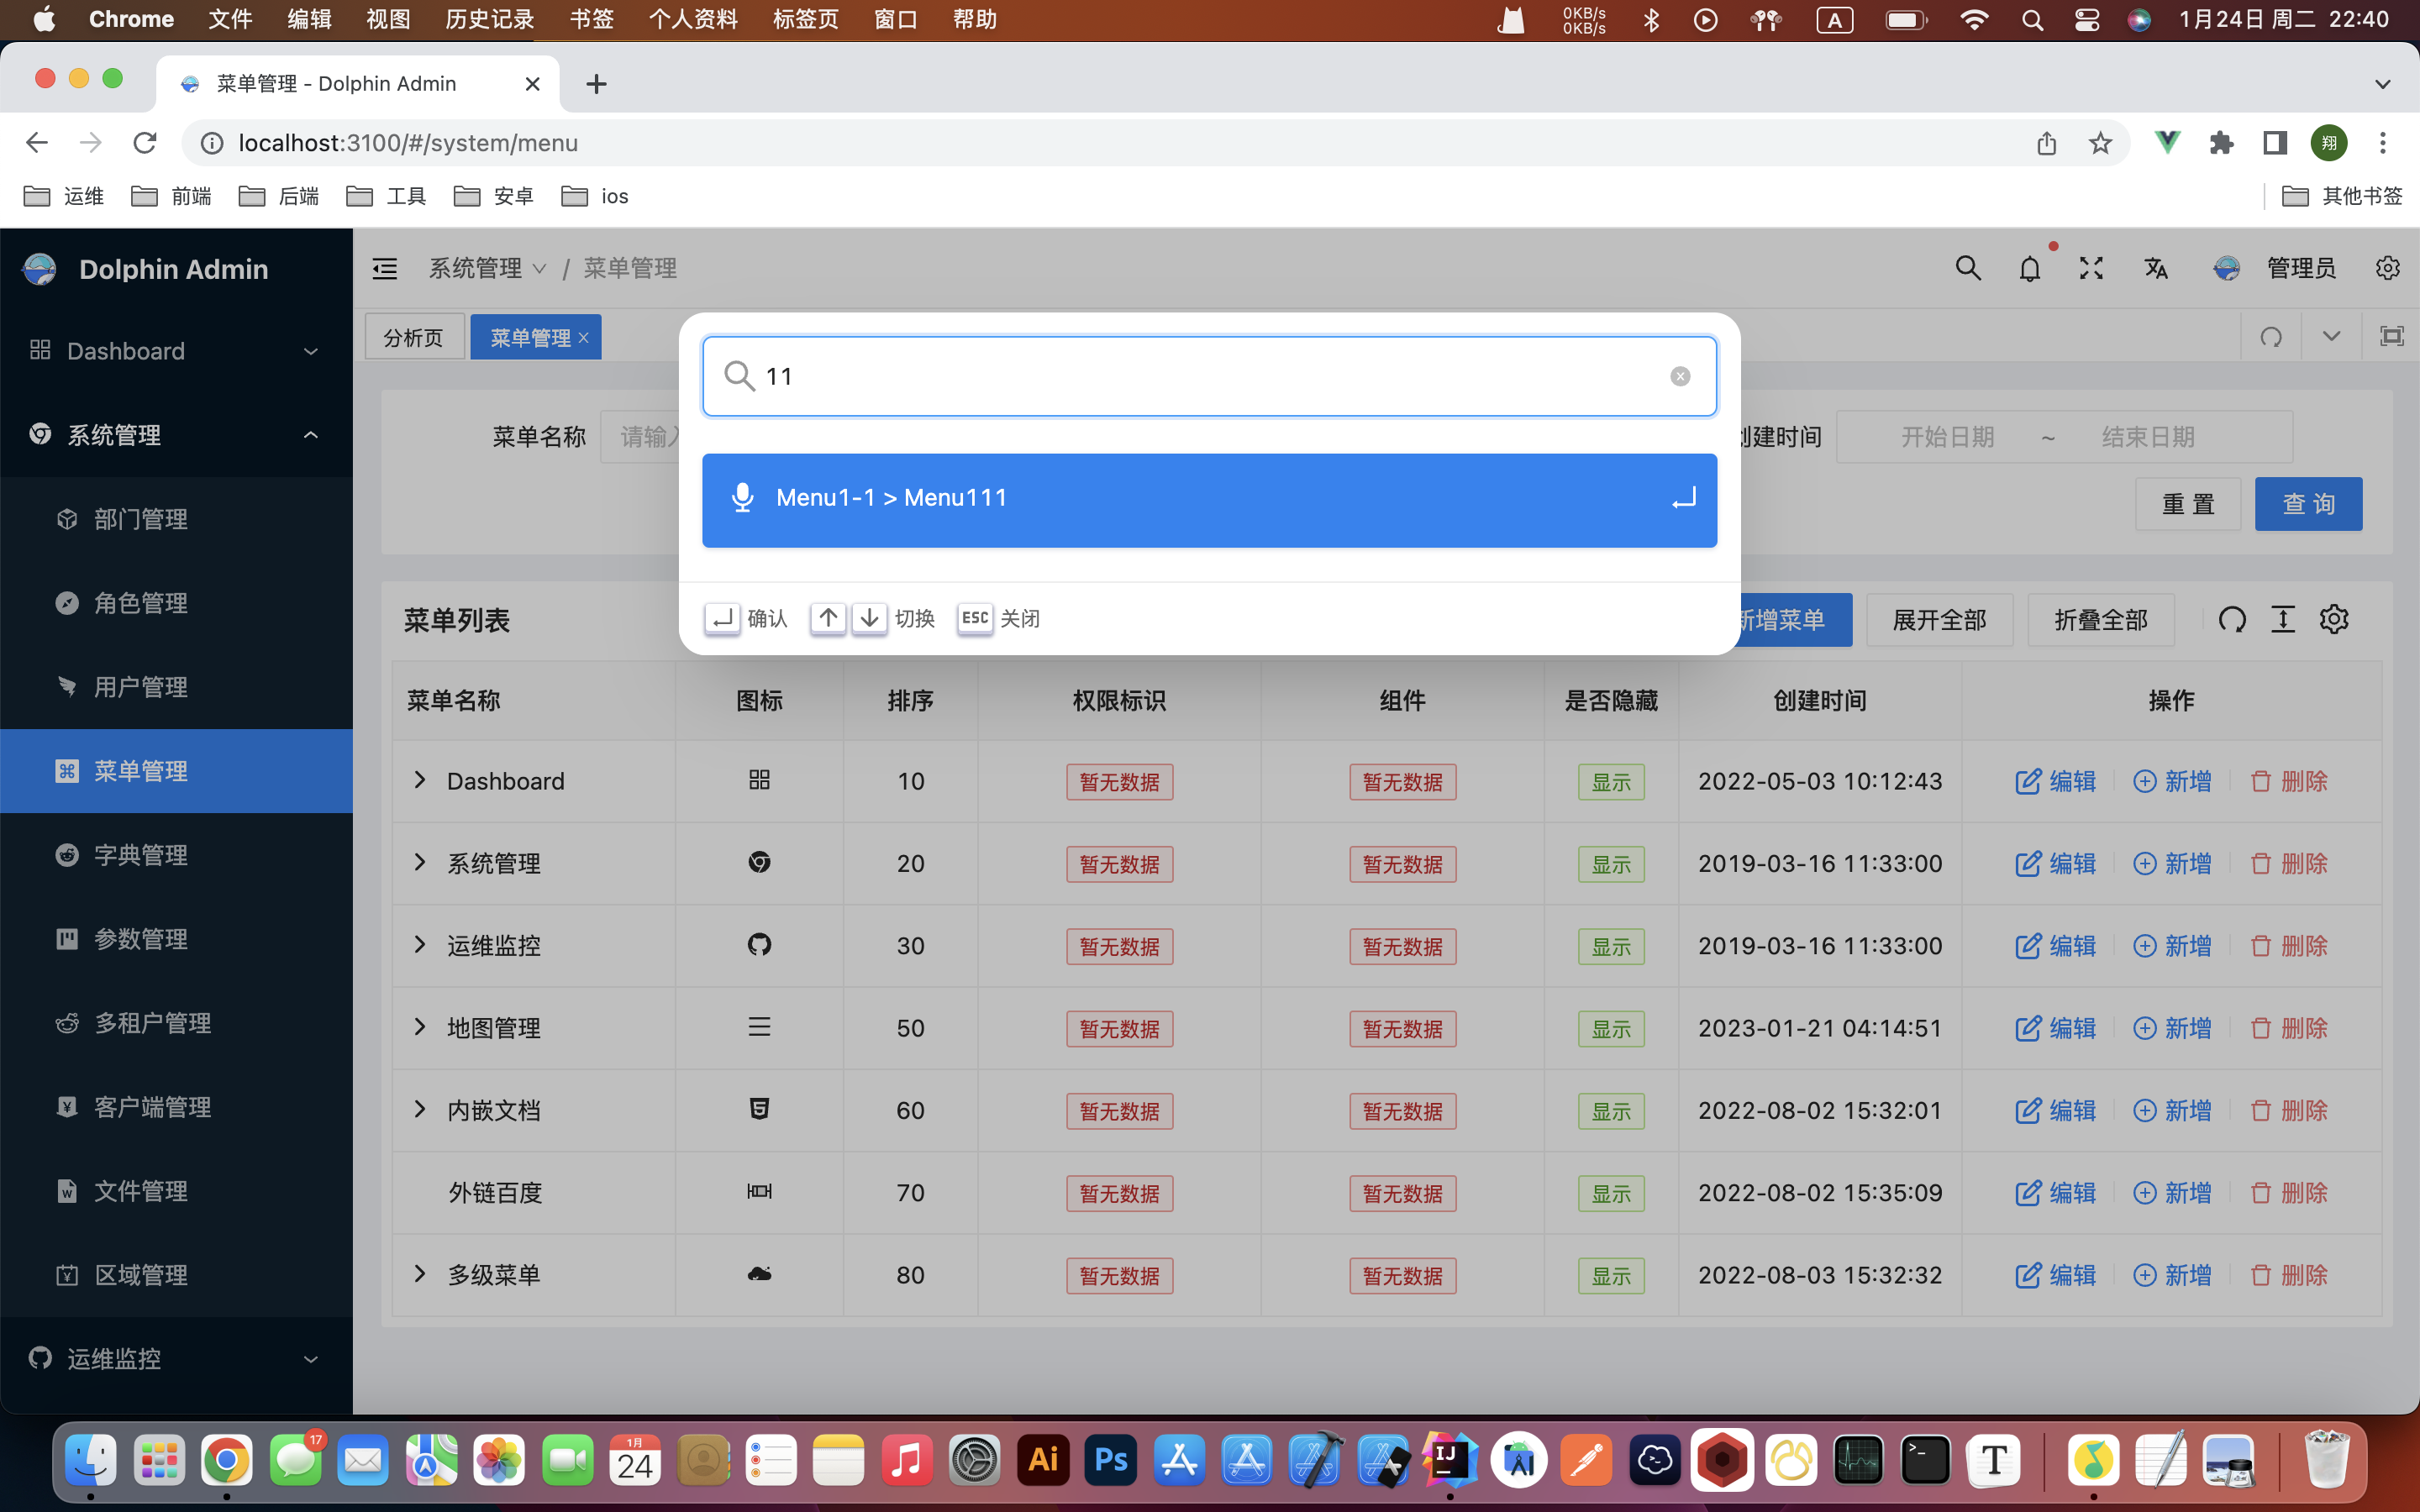 Chrome 文件 编辑 视图 历史记录 书签 个人资料 标签页 窗口 帮助 0KB/s 0KB/s A 1月24日 周二 22:40
菜单管理 - Dolphin Admin
localhost:3100/#/system/menu 翔
运维 前端 后端 工具 安卓 ios 其他书签
Dolphin Admin 系统管理 / 菜单管理 管理员
分析页 菜单管理
Dashboard
11
系统管理
菜单名称 请输入 创建时间 开始日期 ~ 结束日期
Menu1-1 > Menu111
重置 查询
部门管理
角色管理
菜单列表 确认 切换 ESC 关闭 新增菜单 展开全部 折叠全部
用户管理
菜单名称 图标 排序 权限标识 组件 是否隐藏 创建时间 操作
菜单管理
Dashboard 10 暂无数据 暂无数据 显示 2022-05-03 10:12:43 编辑 新增 删除
字典管理
系统管理 20 暂无数据 暂无数据 显示 2019-03-16 11:33:00 编辑 新增 删除
参数管理
运维监控 30 暂无数据 暂无数据 显示 2019-03-16 11:33:00 编辑 新增 删除
多租户管理
地图管理 50 暂无数据 暂无数据 显示 2023-01-21 04:14:51 编辑 新增 删除
客户端管理
内嵌文档 60 暂无数据 暂无数据 显示 2022-08-02 15:32:01 编辑 新增 删除
文件管理
外链百度 70 暂无数据 暂无数据 显示 2022-08-02 15:35:09 编辑 新增 删除
区域管理
多级菜单 80 暂无数据 暂无数据 显示 2022-08-03 15:32:32 编辑 新增 删除
运维监控
17 1月 24 Ai Ps IJ T